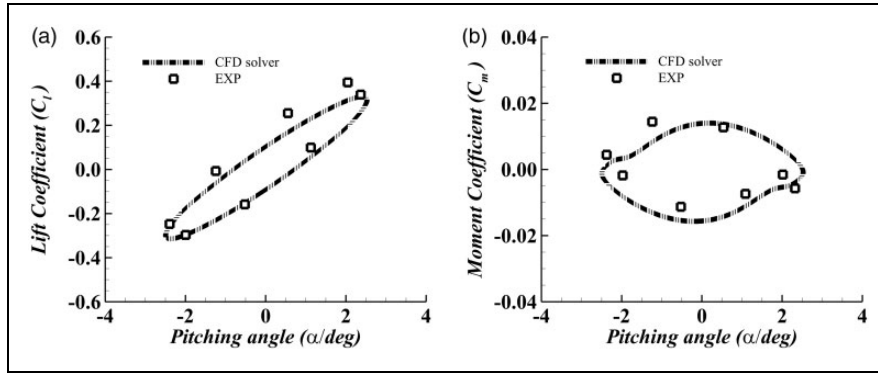 (a)
0.6
0.4
0.2
0.0
-0.2
-0.4
-0.6
Lift Coefficient (Cl)
CFD solver
EXP
-4 -2 0 2 4
Pitching angle (α/deg)
(b)
0.04
0.02
0.00
-0.02
-0.04
Moment Coefficient (Cm)
CFD solver
EXP
-4 -2 0 2 4
Pitching angle (α/deg)